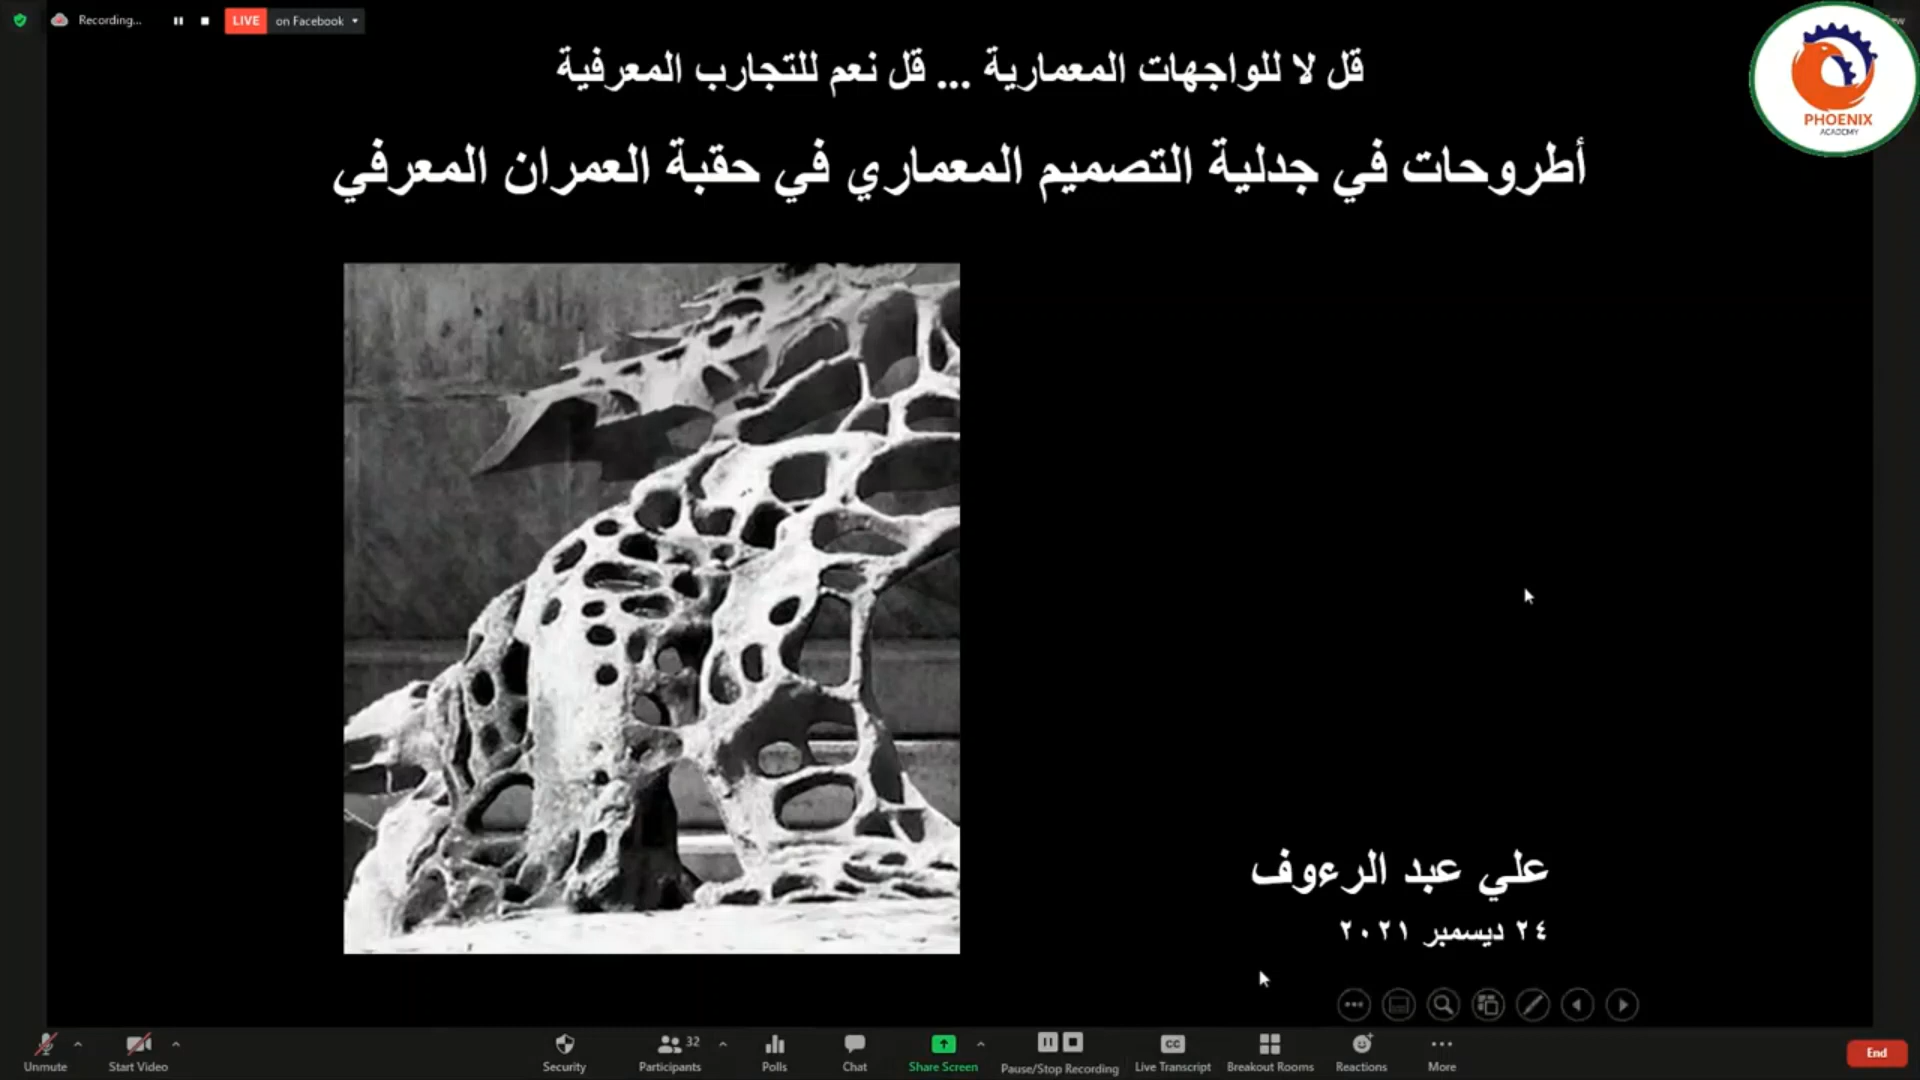 Recording...
LIVE on Facebook
قل لا للواجهات المعمارية ... قل نعم للتجارب المعرفية
أطروحات في جدلية التصميم المعماري في حقبة العمران المعرفي
PHOENIX
ACADEMY
علي عبد الرءوف
٢٤ ديسمبر ٢٠٢١
Unmute
Start Video
Security
32
Participants
Polls
Chat
Share Screen
Pause/Stop Recording
CC
Live Transcript
Breakout Rooms
Reactions
More
End